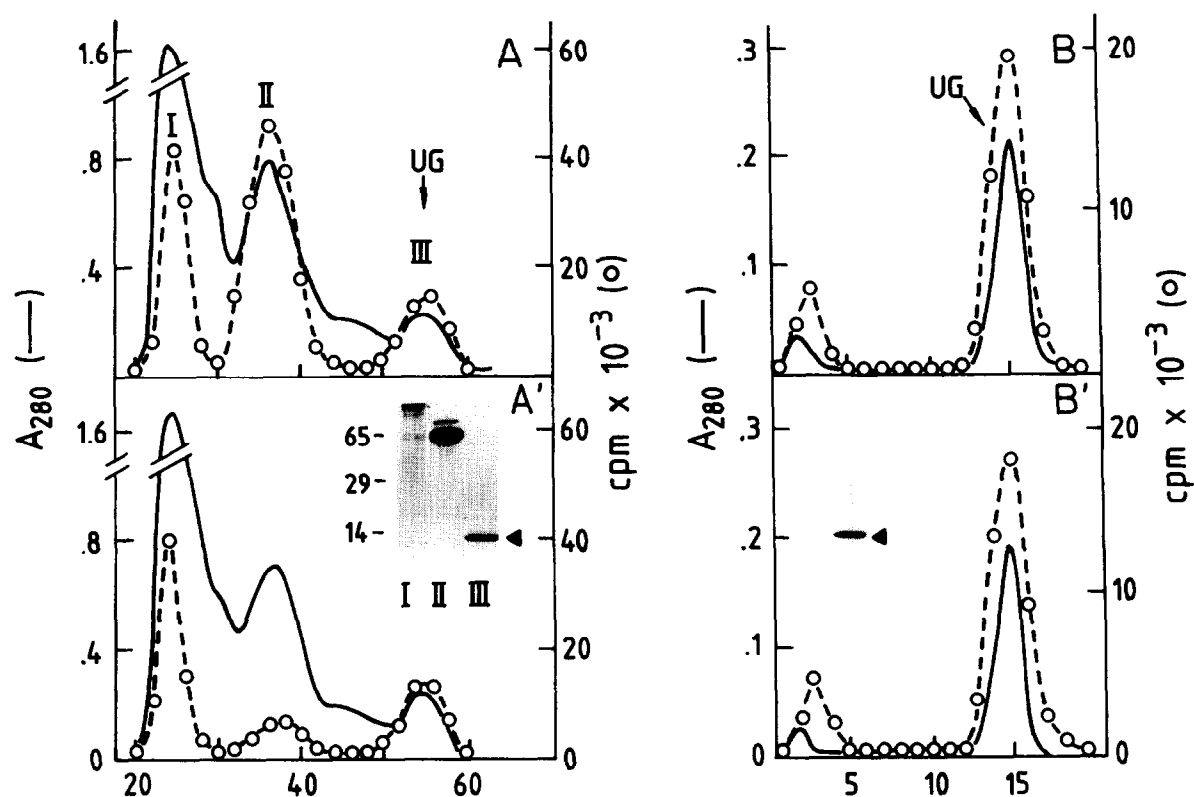 A
1.6
.8
.4
60
40
20
I
II
UG
III
A₂₈₀ (—)
cpm x 10⁻³ (o)
A'
1.6
.8
.4
0
60
40
20
0
65-
29-
14-
I II III
20 40 60
B
.3
.2
.1
20
10
UG
A₂₈₀ (—)
cpm x 10⁻³ (o)
B'
.3
.2
.1
0
20
10
0
5 10 15